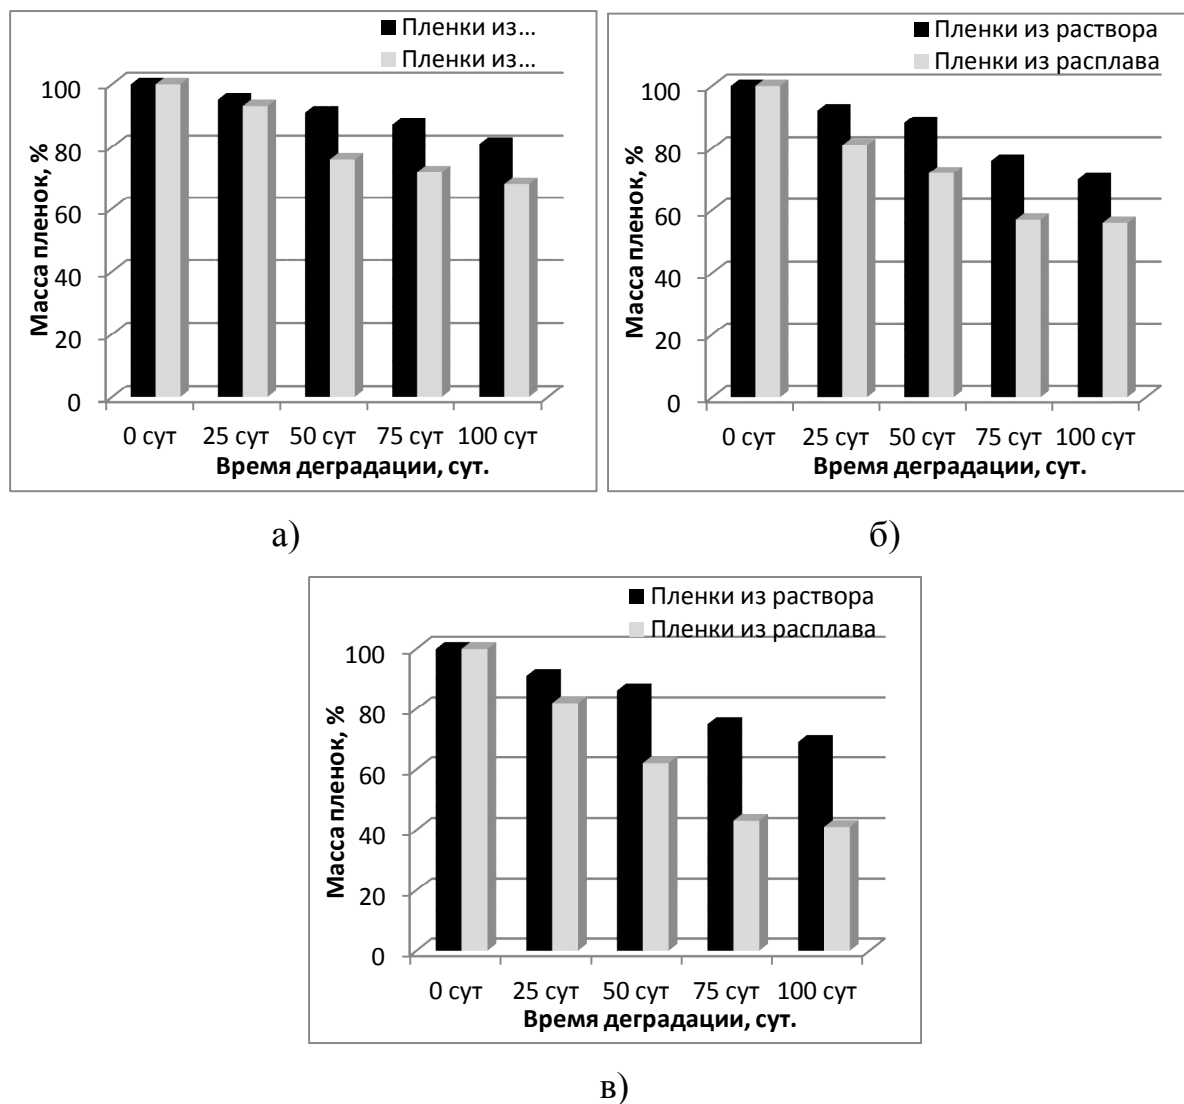 Пленки из...
Пленки из...
Масса пленок, %
100
80
60
40
20
0
0 сут 25 сут 50 сут 75 сут 100 сут
Время деградации, сут.
а)
Пленки из раствора
Пленки из расплава
Масса пленок, %
100
80
60
40
20
0
0 сут 25 сут 50 сут 75 сут 100 сут
Время деградации, сут.
б)
Пленки из раствора
Пленки из расплава
Масса пленок, %
100
80
60
40
20
0
0 сут 25 сут 50 сут 75 сут 100 сут
Время деградации, сут.
в)